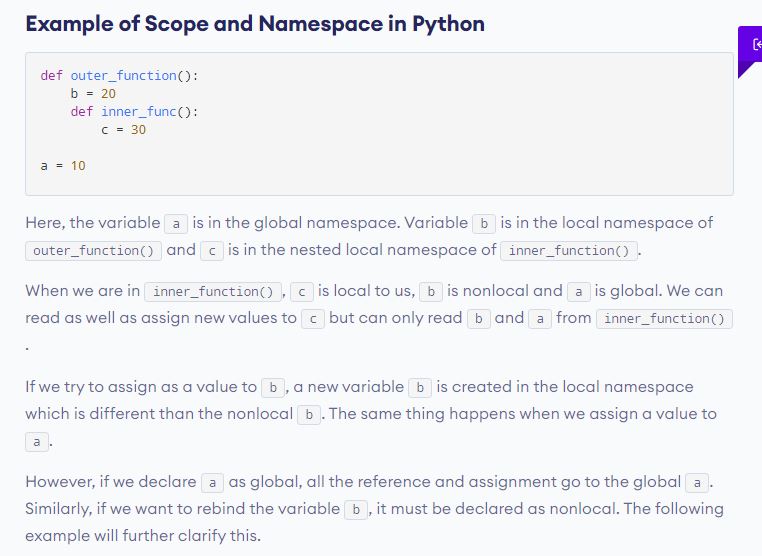 Example of Scope and Namespace in Python
def outer_function():
    b = 20
    def inner_func():
        c = 30
a = 10
Here, the variable a is in the global namespace. Variable b is in the local namespace of
outer_function() and c is in the nested local namespace of inner_function() .
When we are in inner_function() , c is local to us, b is nonlocal and a is global. We can
read as well as assign new values to c but can only read b and a from inner_function()
.
If we try to assign as a value to b , a new variable b is created in the local namespace
which is different than the nonlocal b . The same thing happens when we assign a value to
a .
However, if we declare a as global, all the reference and assignment go to the global a .
Similarly, if we want to rebind the variable b , it must be declared as nonlocal. The following
example will further clarify this.